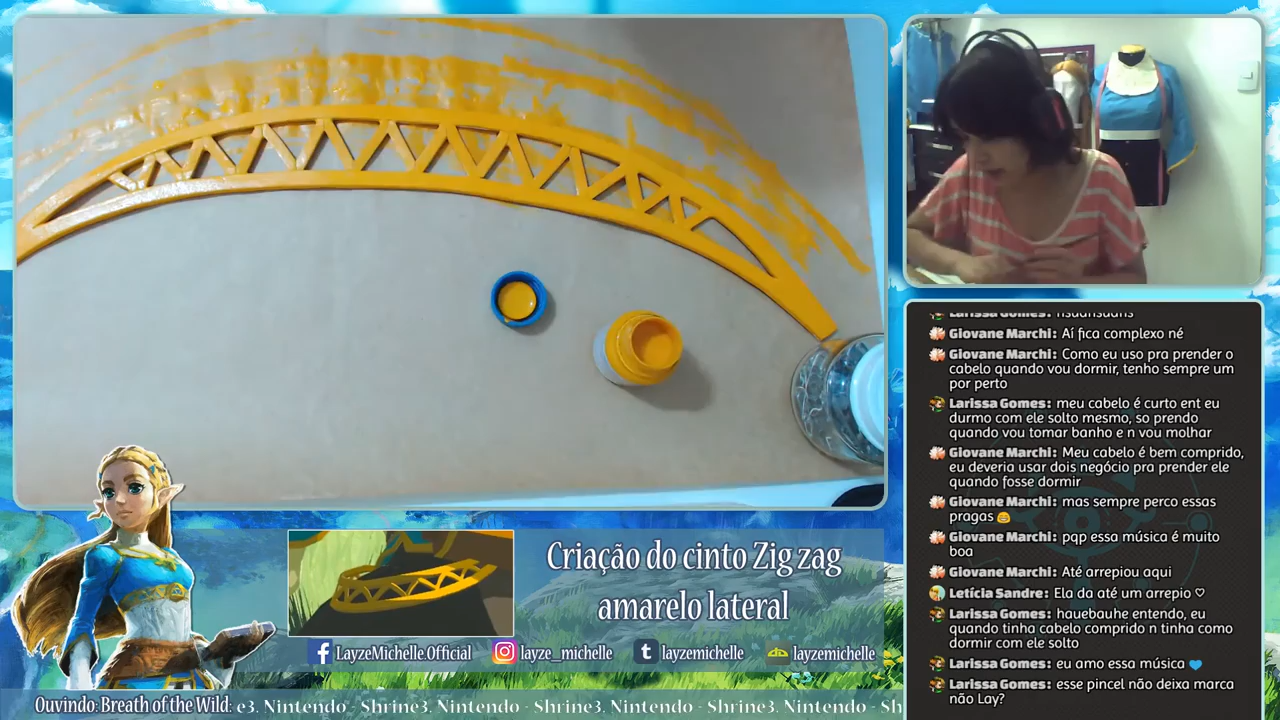 Larissa Gomes: hsuahsuahs
Giovane Marchi: Aí fica complexo né
Giovane Marchi: Como eu uso pra prender o
cabelo quando vou dormir, tenho sempre um
por perto
Larissa Gomes: meu cabelo é curto ent eu
durmo com ele solto mesmo, so prendo
quando vou tomar banho e n vou molhar
Giovane Marchi: Meu cabelo é bem comprido,
eu deveria usar dois negócio pra prender ele
quando fosse dormir
Giovane Marchi: mas sempre perco essas
pragas 😂
Giovane Marchi: pqp essa música é muito
boa
Giovane Marchi: Até arrepiou aqui
Letícia Sandre: Ela da até um arrepio ♡
Larissa Gomes: hauebauhe entendo, eu
quando tinha cabelo comprido n tinha como
dormir com ele solto
Larissa Gomes: eu amo essa música 💙
Larissa Gomes: esse pincel não deixa marca
não Lay?
Criação do cinto Zig zag
amarelo lateral
LayzeMichelle.Official layze_michelle layzemichelle layzemichelle
Ouvindo: Breath of the Wild: e3. Nintendo - Shrine3. Nintendo - Shrine3. Nintendo - Shrine3. Nintendo - Sh